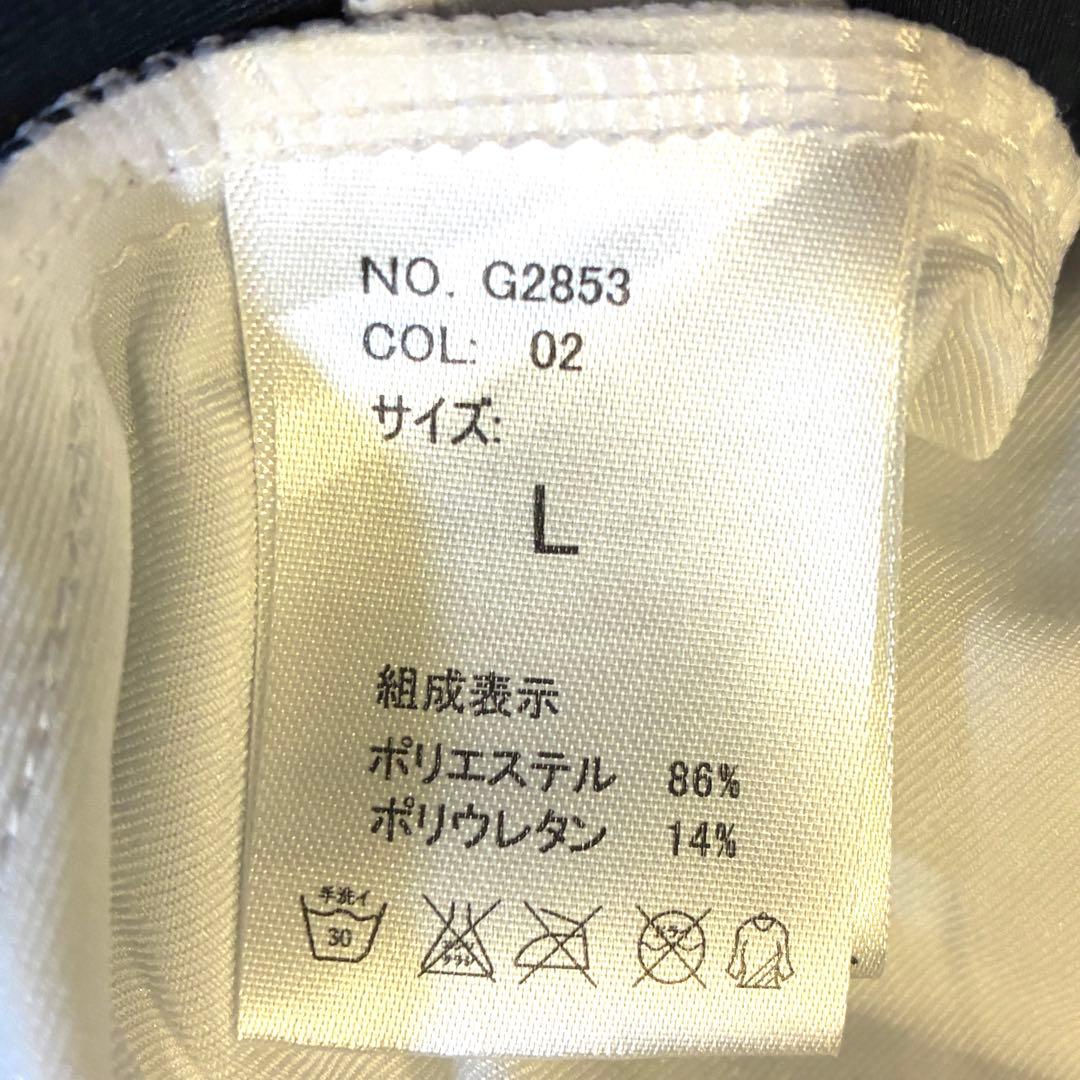 NO. G2853
COL: 02
サイズ:
L
組成表示
ポリエステル 86%
ポリウレタン 14%
手洗イ
30